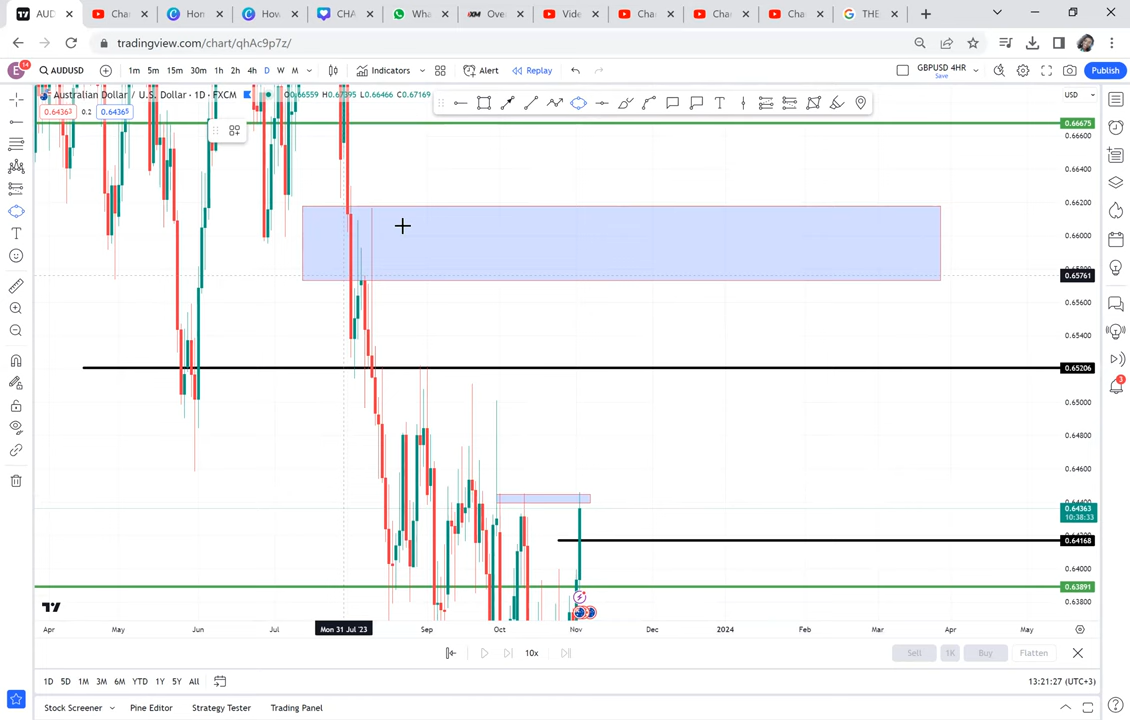 AUD
Chan
Hon
How
CHA
Wha
Ove
Vide
Cha
Cha
Cha
THE
tradingview.com/chart/qhAc9p7z/
E 14 AUDUSD 1m 5m 15m 30m 1h 2h 4h D W M Indicators Alert Replay GBPUSD 4HR Save Publish
Australian Dollar / U.S. Dollar · 1D · FXCM O0.66559 H0.67395 L0.66466 C0.67169
USD
0.64363 0.2 0.64365
0.66675
0.66600
0.66400
0.66200
0.66000
0.65761
0.65600
0.65400
0.65206
0.65000
0.64800
0.64600
0.64363
10:38:33
0.64168
0.64000
0.63891
0.63800
Apr May Jun Jul Mon 31 Jul '23 Sep Oct Nov Dec 2024 Feb Mar Apr May
10x Sell 1K Buy Flatten
1D 5D 1M 3M 6M YTD 1Y 5Y All 13:21:27 (UTC+3)
Stock Screener Pine Editor Strategy Tester Trading Panel
3